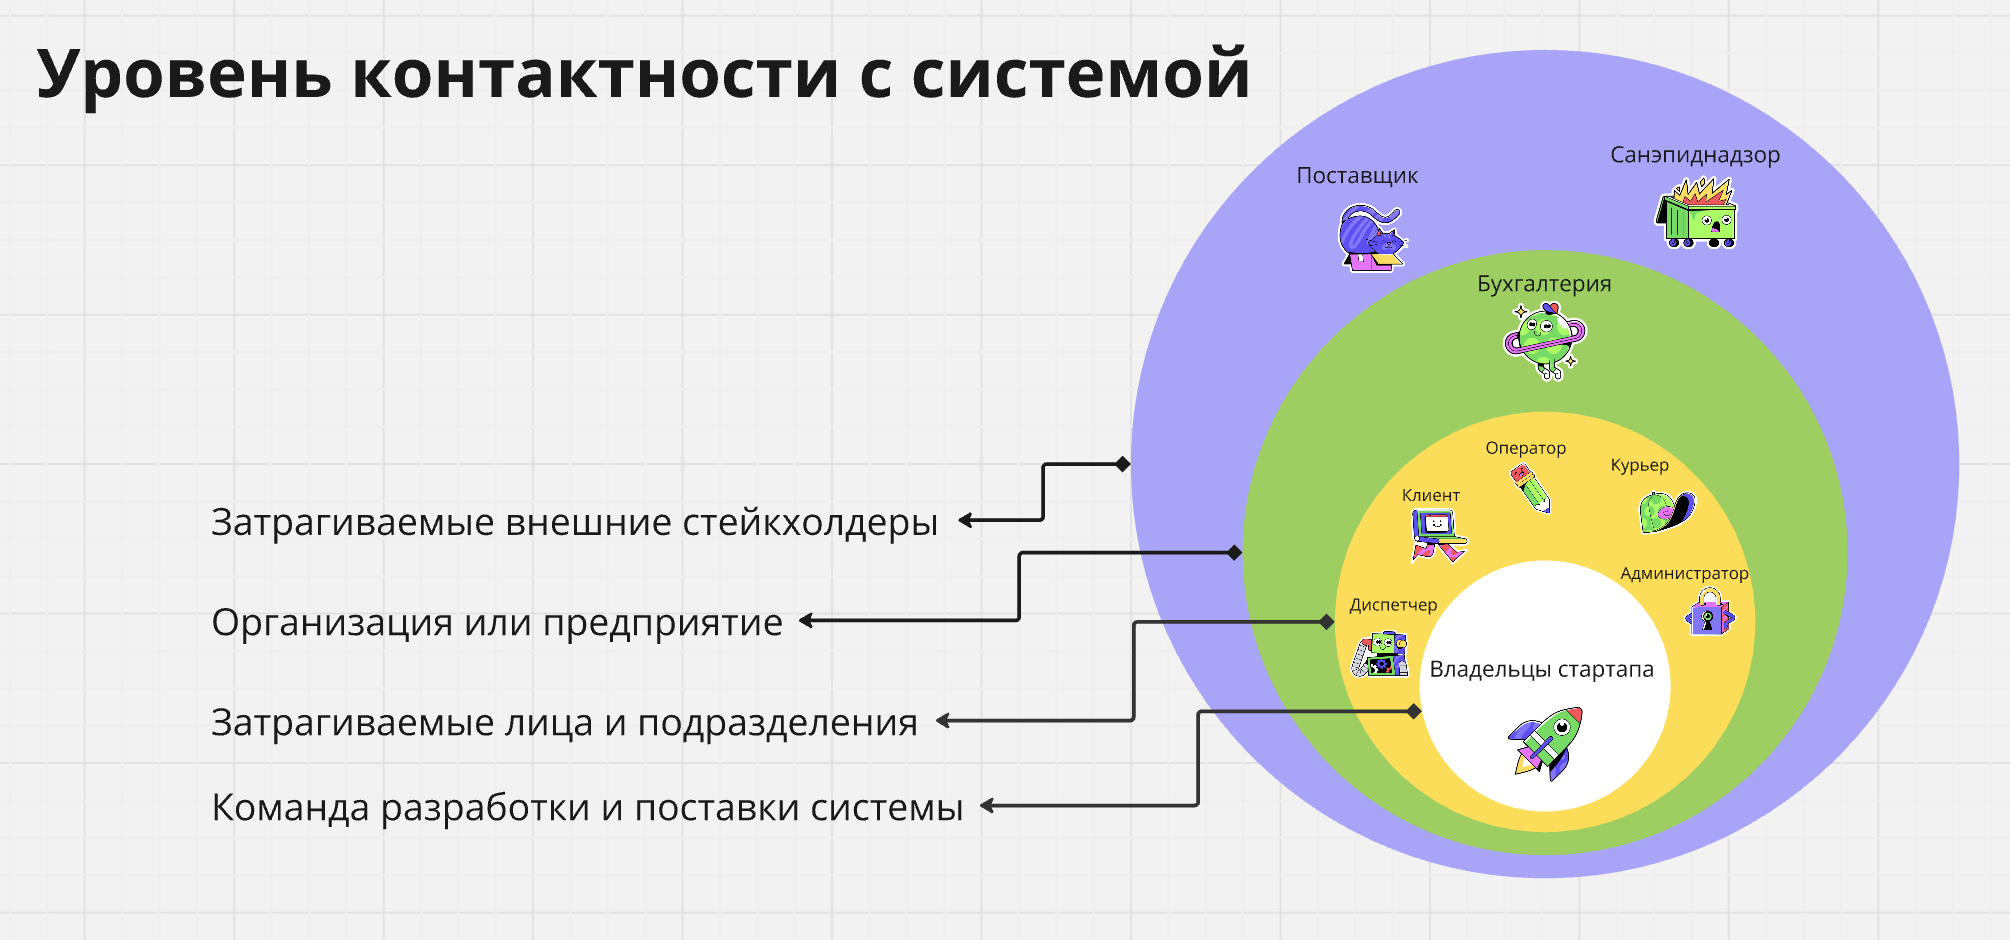 Уровень контактности с системой
Поставщик
Санэпиднадзор
Бухгалтерия
Оператор
Курьер
Клиент
Администратор
Диспетчер
Владельцы стартапа
Затрагиваемые внешние стейкхолдеры
Организация или предприятие
Затрагиваемые лица и подразделения
Команда разработки и поставки системы